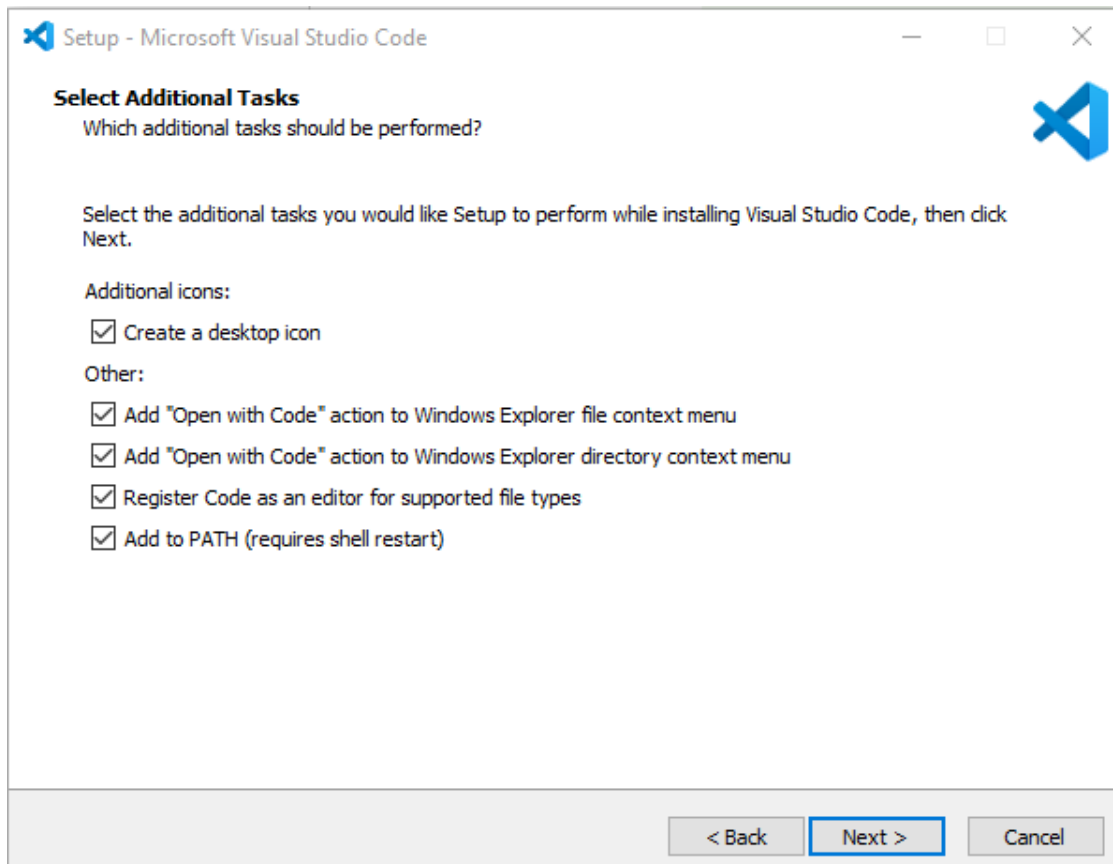 Setup - Microsoft Visual Studio Code
Select Additional Tasks
Which additional tasks should be performed?
Select the additional tasks you would like Setup to perform while installing Visual Studio Code, then click
Next.
Additional icons:
Create a desktop icon
Other:
Add "Open with Code" action to Windows Explorer file context menu
Add "Open with Code" action to Windows Explorer directory context menu
Register Code as an editor for supported file types
Add to PATH (requires shell restart)
< Back Next > Cancel